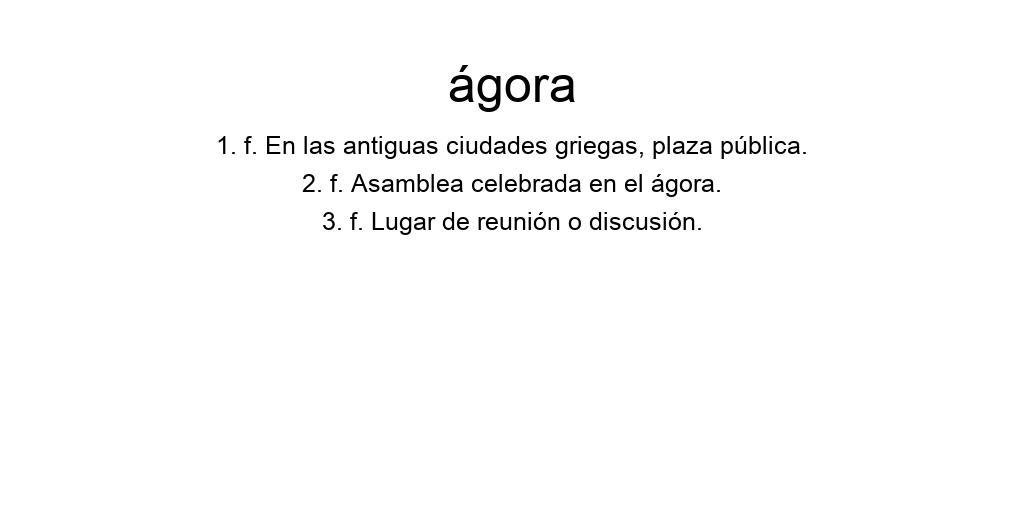 ágora
1. f. En las antiguas ciudades griegas, plaza pública.
2. f. Asamblea celebrada en el ágora.
3. f. Lugar de reunión o discusión.